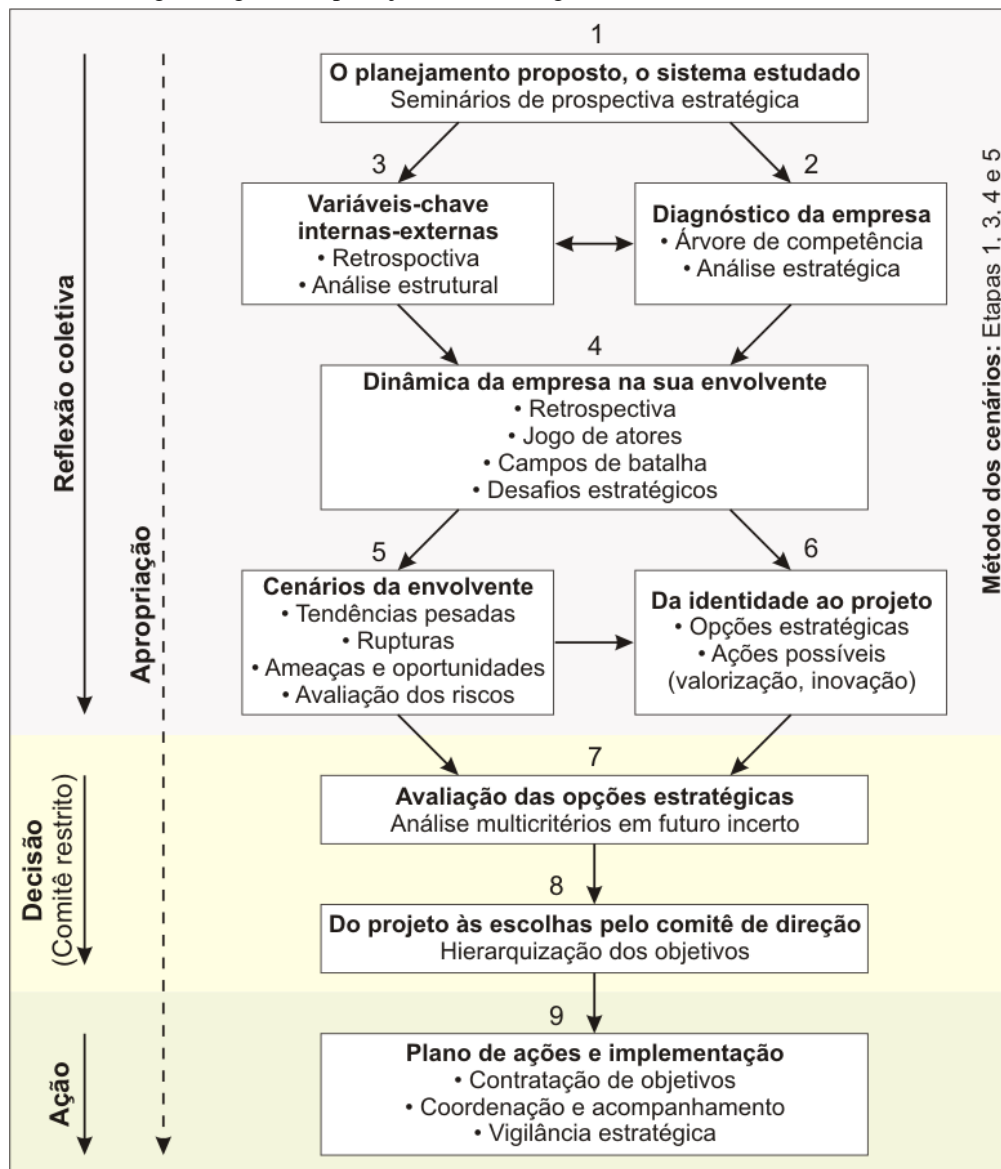 1
O planejamento proposto, o sistema estudado
Seminários de prospectiva estratégica
3
Variáveis-chave
internas-externas
• Retrospoctiva
• Análise estrutural
2
Diagnóstico da empresa
• Árvore de competência
• Análise estratégica
4
Dinâmica da empresa na sua envolvente
• Retrospectiva
• Jogo de atores
• Campos de batalha
• Desafios estratégicos
5
Cenários da envolvente
• Tendências pesadas
• Rupturas
• Ameaças e oportunidades
• Avaliação dos riscos
6
Da identidade ao projeto
• Opções estratégicas
• Ações possíveis
(valorização, inovação)
7
Avaliação das opções estratégicas
Análise multicritérios em futuro incerto
8
Do projeto às escolhas pelo comitê de direção
Hierarquização dos objetivos
9
Plano de ações e implementação
• Contratação de objetivos
• Coordenação e acompanhamento
• Vigilância estratégica
Reflexão coletiva
Apropriação
Decisão
(Comitê restrito)
Ação
Método dos cenários: Etapas 1, 3, 4 e 5